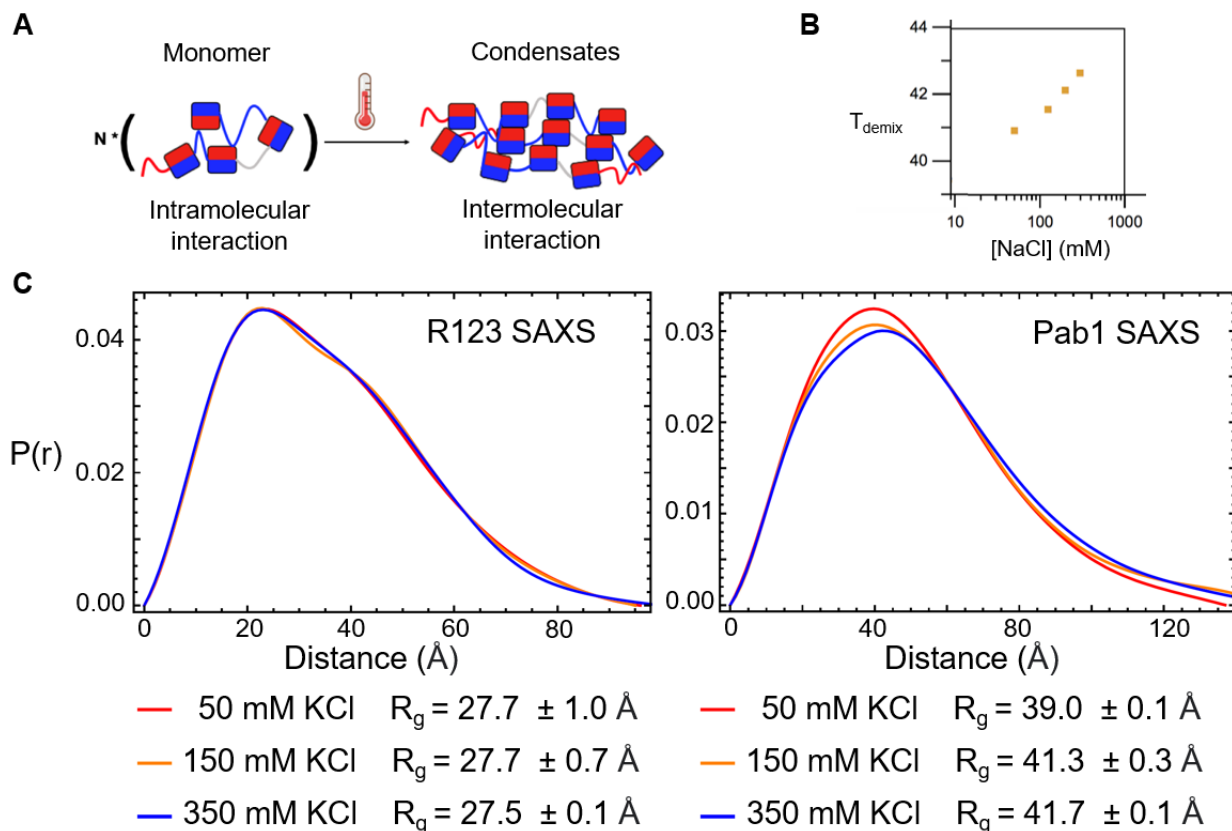 A
Monomer
Condensates
N *
(
)
Intramolecular
interaction
Intermolecular
interaction
B
44
42
40
T_demix
10
100
1000
[NaCl] (mM)
C
R123 SAXS
0.04
0.02
0.00
P(r)
0
20
40
60
80
Distance (Å)
50 mM KCl R_g = 27.7 ± 1.0 Å
150 mM KCl R_g = 27.7 ± 0.7 Å
350 mM KCl R_g = 27.5 ± 0.1 Å
Pab1 SAXS
0.03
0.02
0.01
0.00
0
40
80
120
Distance (Å)
50 mM KCl R_g = 39.0 ± 0.1 Å
150 mM KCl R_g = 41.3 ± 0.3 Å
350 mM KCl R_g = 41.7 ± 0.1 Å